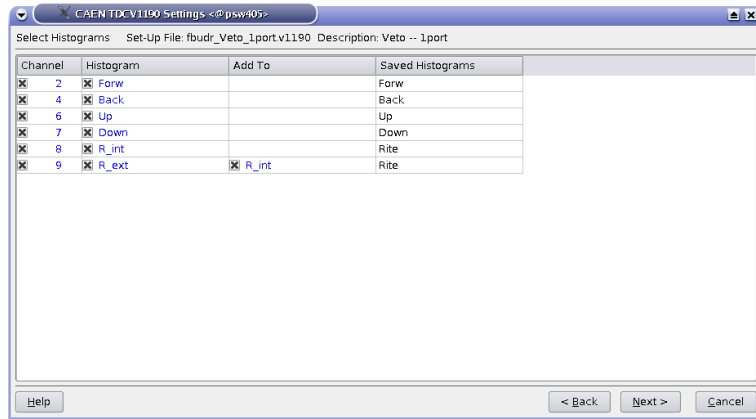 CAEN TDCV1190 Settings <@psw405>
Select Histograms Set-Up File: fbudr_Veto_1port.v1190 Description: Veto -- 1port
Channel Histogram Add To Saved Histograms
2 Forw Forw
4 Back Back
6 Up Up
7 Down Down
8 R_int Rite
9 R_ext R_int Rite
Help < Back Next > Cancel